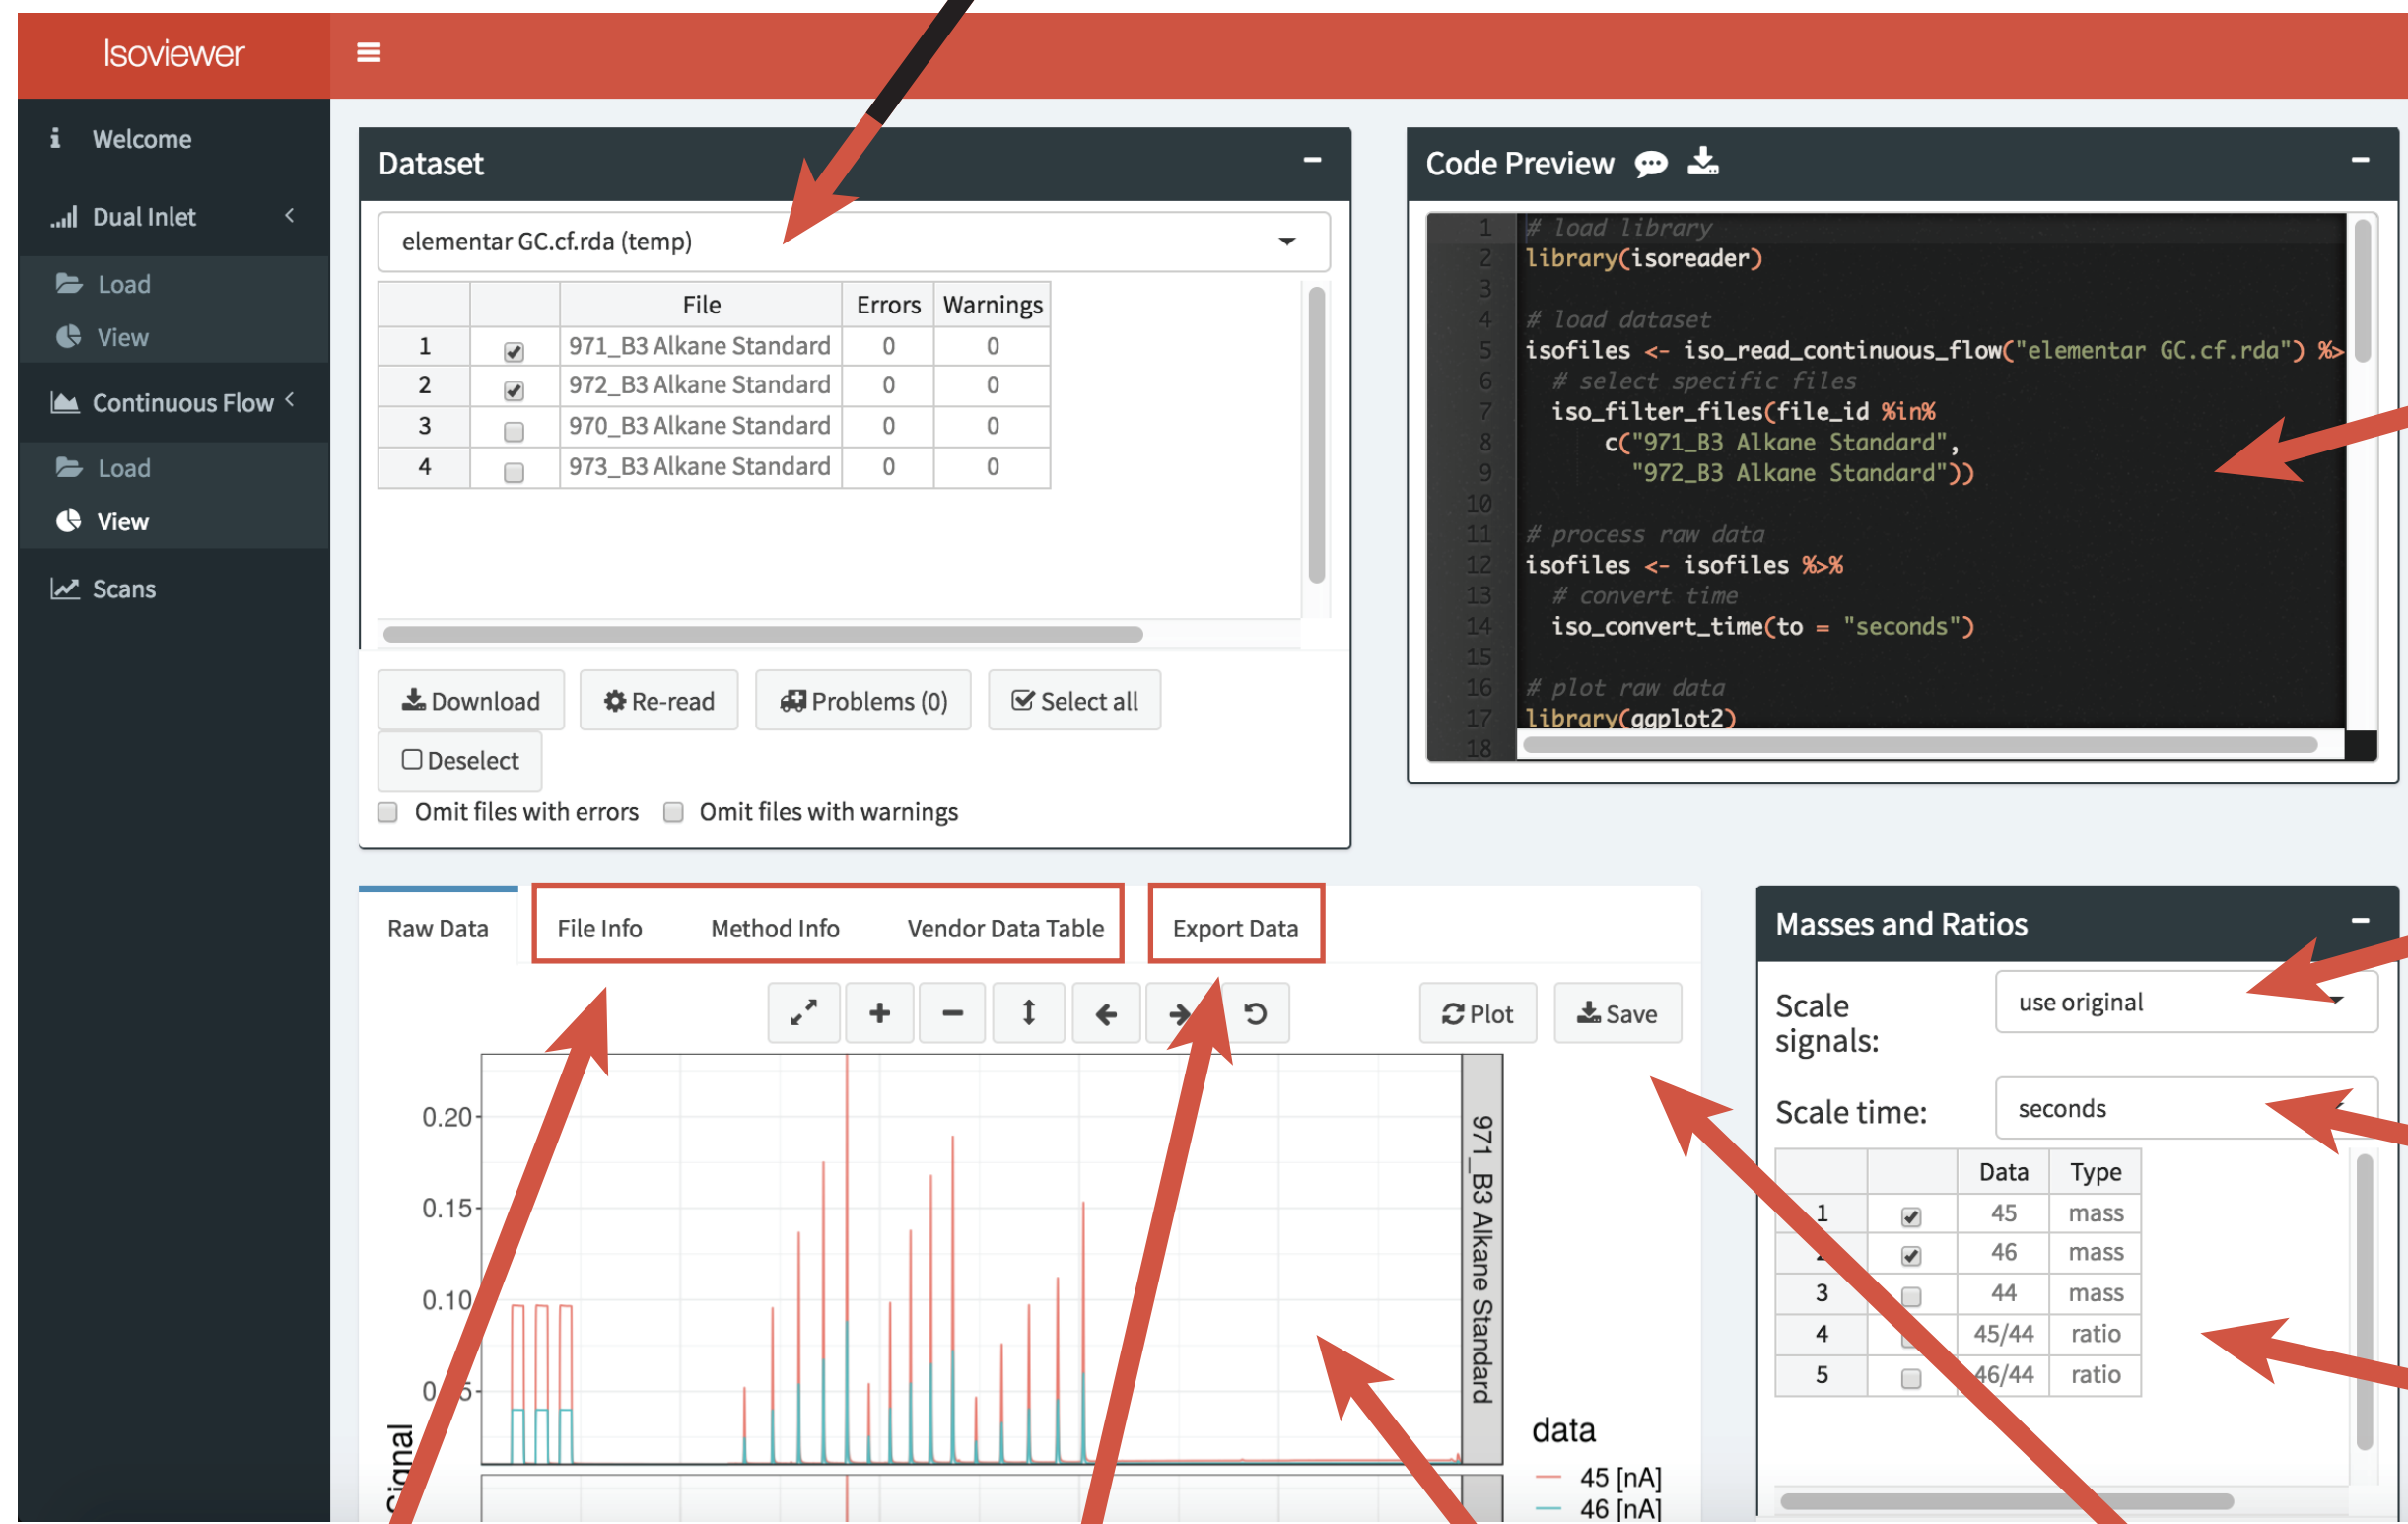 Isoviewer
Welcome
Dual Inlet
Load
View
Continuous Flow
Load
View
Scans
Dataset
elementar GC.cf.rda (temp)
File Errors Warnings
1 971_B3 Alkane Standard 0 0
2 972_B3 Alkane Standard 0 0
3 970_B3 Alkane Standard 0 0
4 973_B3 Alkane Standard 0 0
Download Re-read Problems (0) Select all
Deselect
Omit files with errors Omit files with warnings
Code Preview
1 # load library
2 library(isoreader)
3
4 # load dataset
5 isofiles <- iso_read_continuous_flow("elementar GC.cf.rda") %>
6 # select specific files
7 iso_filter_files(file_id %in%
8 c("971_B3 Alkane Standard",
9 "972_B3 Alkane Standard"))
10
11 # process raw data
12 isofiles <- isofiles %>%
13 # convert time
14 iso_convert_time(to = "seconds")
15
16 # plot raw data
17 library(ggplot2)
18
Raw Data File Info Method Info Vendor Data Table Export Data
Plot Save
0.20
0.15
0.10
Signal
971_B3 Alkane Standard
data
45 [nA]
46 [nA]
Masses and Ratios
Scale signals: use original
Scale time: seconds
Data Type
1 45 mass
46 mass
3 44 mass
4 45/44 ratio
5 46/44 ratio